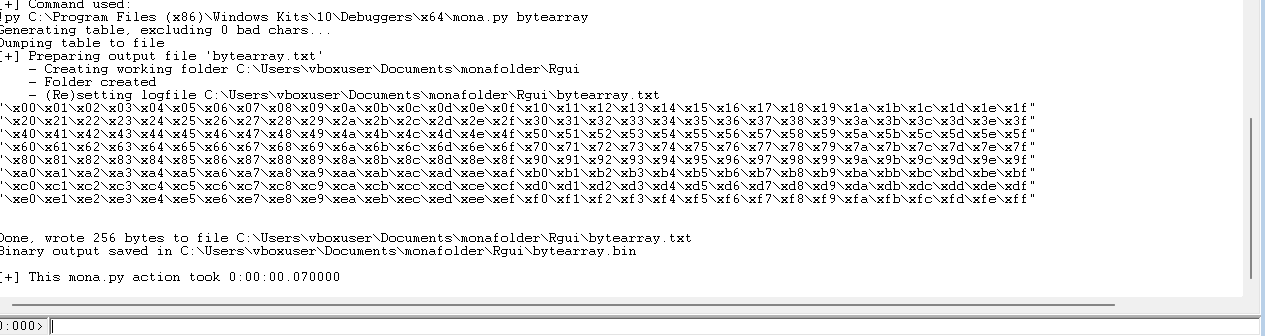 [+] Command used:
!py C:\Program Files (x86)\Windows Kits\10\Debuggers\x64\mona.py bytearray
Generating table, excluding 0 bad chars...
Dumping table to file
[+] Preparing output file 'bytearray.txt'
- Creating working folder C:\Users\vboxuser\Documents\monafolder\Rgui
- Folder created
- (Re)setting logfile C:\Users\vboxuser\Documents\monafolder\Rgui\bytearray.txt
"\x00\x01\x02\x03\x04\x05\x06\x07\x08\x09\x0a\x0b\x0c\x0d\x0e\x0f\x10\x11\x12\x13\x14\x15\x16\x17\x18\x19\x1a\x1b\x1c\x1d\x1e\x1f"
"\x20\x21\x22\x23\x24\x25\x26\x27\x28\x29\x2a\x2b\x2c\x2d\x2e\x2f\x30\x31\x32\x33\x34\x35\x36\x37\x38\x39\x3a\x3b\x3c\x3d\x3e\x3f"
"\x40\x41\x42\x43\x44\x45\x46\x47\x48\x49\x4a\x4b\x4c\x4d\x4e\x4f\x50\x51\x52\x53\x54\x55\x56\x57\x58\x59\x5a\x5b\x5c\x5d\x5e\x5f"
"\x60\x61\x62\x63\x64\x65\x66\x67\x68\x69\x6a\x6b\x6c\x6d\x6e\x6f\x70\x71\x72\x73\x74\x75\x76\x77\x78\x79\x7a\x7b\x7c\x7d\x7e\x7f"
"\x80\x81\x82\x83\x84\x85\x86\x87\x88\x89\x8a\x8b\x8c\x8d\x8e\x8f\x90\x91\x92\x93\x94\x95\x96\x97\x98\x99\x9a\x9b\x9c\x9d\x9e\x9f"
"\xa0\xa1\xa2\xa3\xa4\xa5\xa6\xa7\xa8\xa9\xaa\xab\xac\xad\xae\xaf\xb0\xb1\xb2\xb3\xb4\xb5\xb6\xb7\xb8\xb9\xba\xbb\xbc\xbd\xbe\xbf"
"\xc0\xc1\xc2\xc3\xc4\xc5\xc6\xc7\xc8\xc9\xca\xcb\xcc\xcd\xce\xcf\xd0\xd1\xd2\xd3\xd4\xd5\xd6\xd7\xd8\xd9\xda\xdb\xdc\xdd\xde\xdf"
"\xe0\xe1\xe2\xe3\xe4\xe5\xe6\xe7\xe8\xe9\xea\xeb\xec\xed\xee\xef\xf0\xf1\xf2\xf3\xf4\xf5\xf6\xf7\xf8\xf9\xfa\xfb\xfc\xfd\xfe\xff"
Done, wrote 256 bytes to file C:\Users\vboxuser\Documents\monafolder\Rgui\bytearray.txt
Binary output saved in C:\Users\vboxuser\Documents\monafolder\Rgui\bytearray.bin
[+] This mona.py action took 0:00:00.070000
0:000>